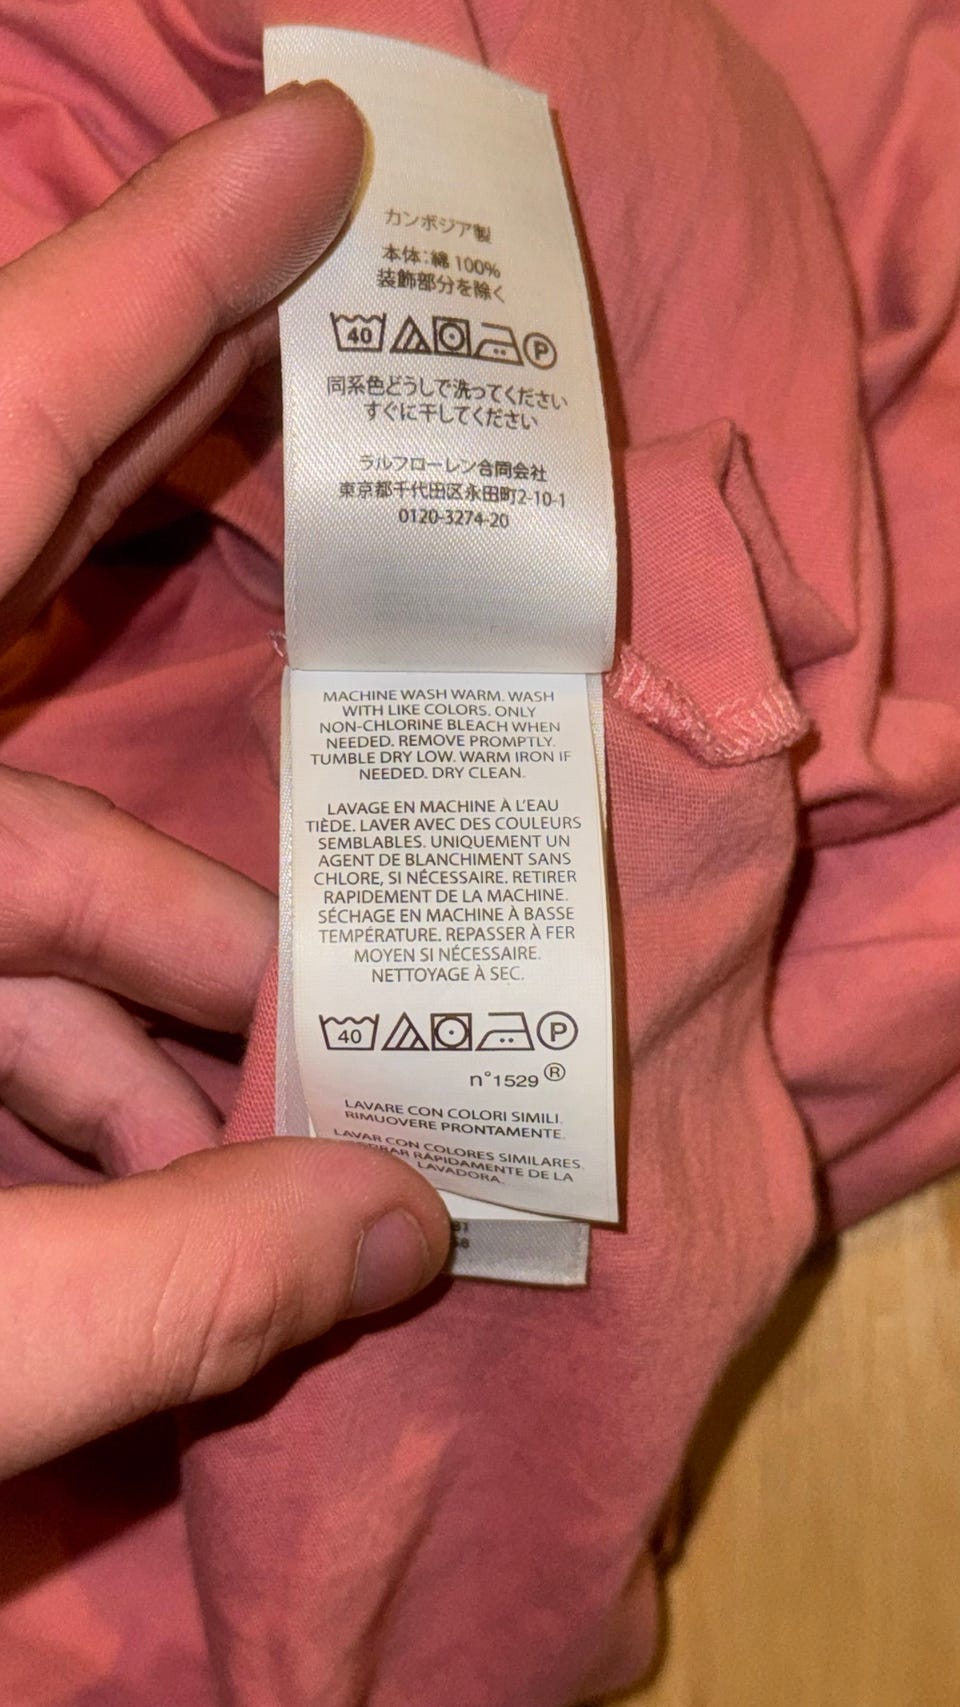 カンボジア製
本体:綿 100%
装飾部分を除く
40 P
同系色どうしで洗ってください
すぐに干してください
ラルフローレン合同会社
東京都千代田区永田町2-10-1
0120-3274-20
MACHINE WASH WARM. WASH
WITH LIKE COLORS. ONLY
NON-CHLORINE BLEACH WHEN
NEEDED. REMOVE PROMPTLY.
TUMBLE DRY LOW. WARM IRON IF
NEEDED. DRY CLEAN.
LAVAGE EN MACHINE À L'EAU
TIÈDE. LAVER AVEC DES COULEURS
SEMBLABLES. UNIQUEMENT UN
AGENT DE BLANCHIMENT SANS
CHLORE, SI NÉCESSAIRE. RETIRER
RAPIDEMENT DE LA MACHINE.
SÉCHAGE EN MACHINE À BASSE
TEMPÉRATURE. REPASSER À FER
MOYEN SI NÉCESSAIRE.
NETTOYAGE À SEC.
40 P
n°1529 ®
LAVARE CON COLORI SIMILI.
RIMUOVERE PRONTAMENTE.
LAVAR CON COLORES SIMILARES.
RÁPIDAMENTE DE LA
LAVADORA.